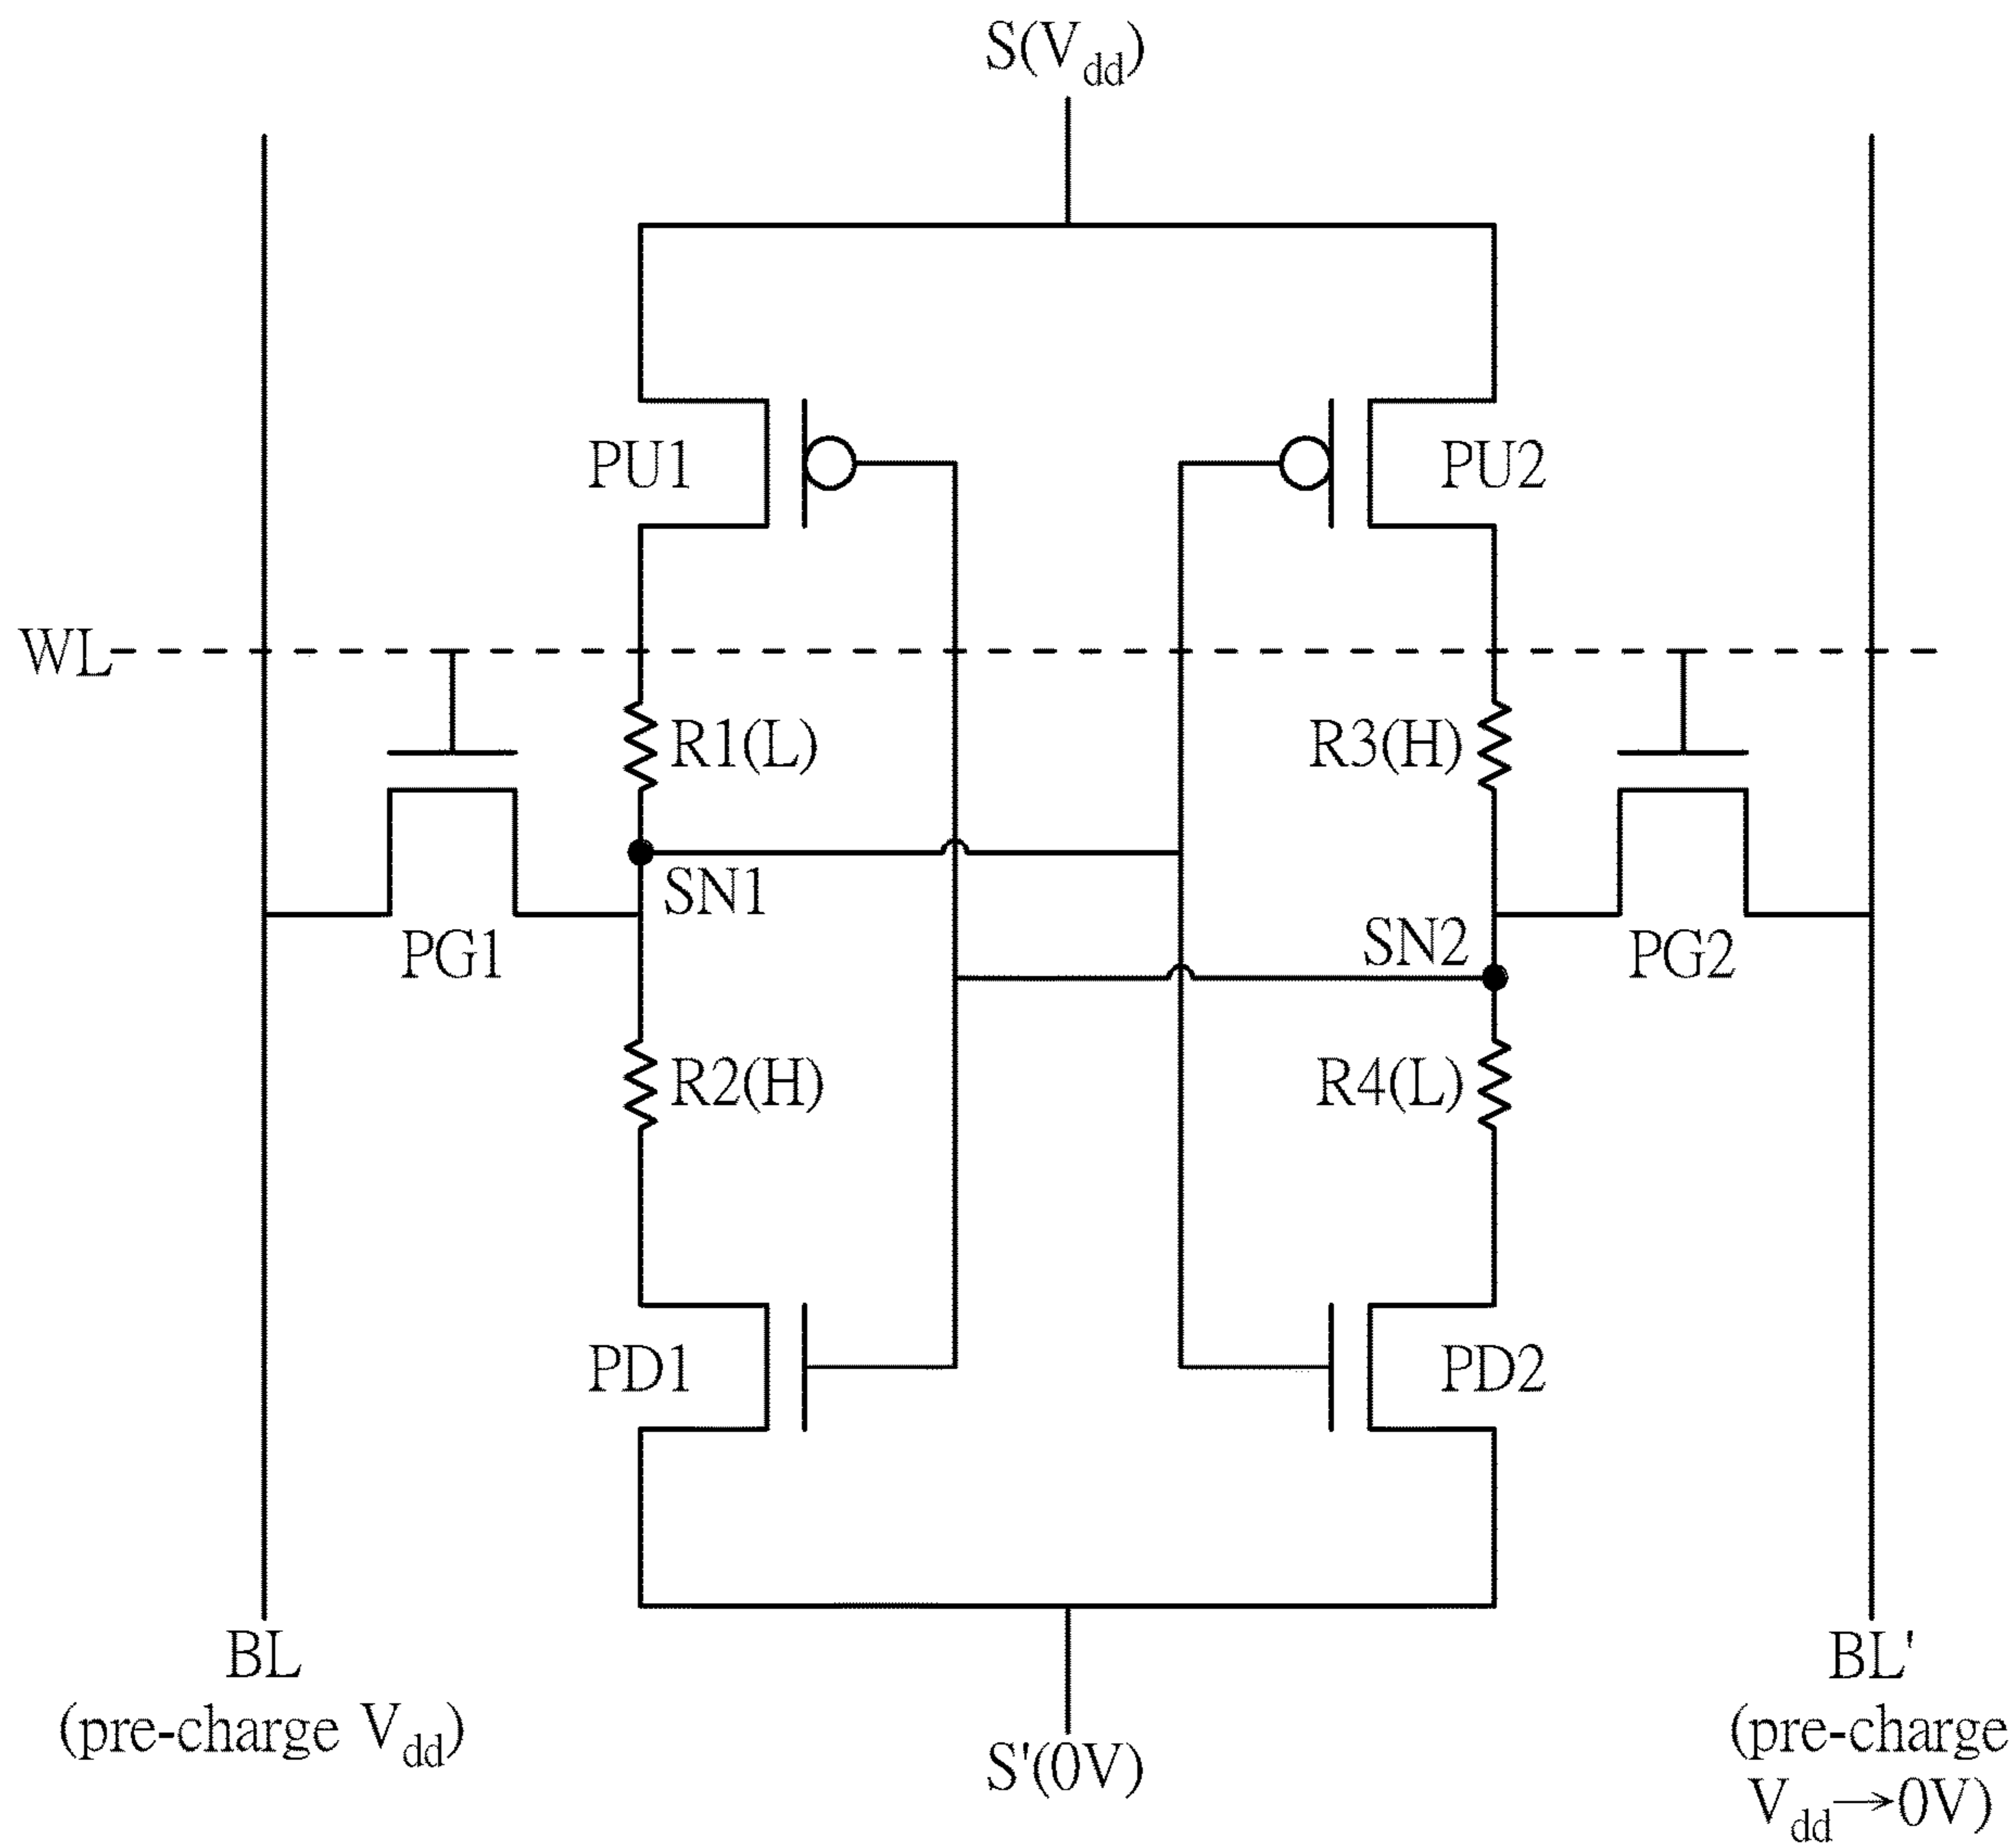 S(Vdd)
PU1
PU2
WL
R1(L)
R3(H)
SN1
PG1
SN2
PG2
R2(H)
R4(L)
PD1
PD2
BL
(pre-charge Vdd)
S'(0V)
BL'
(pre-charge
Vdd→0V)